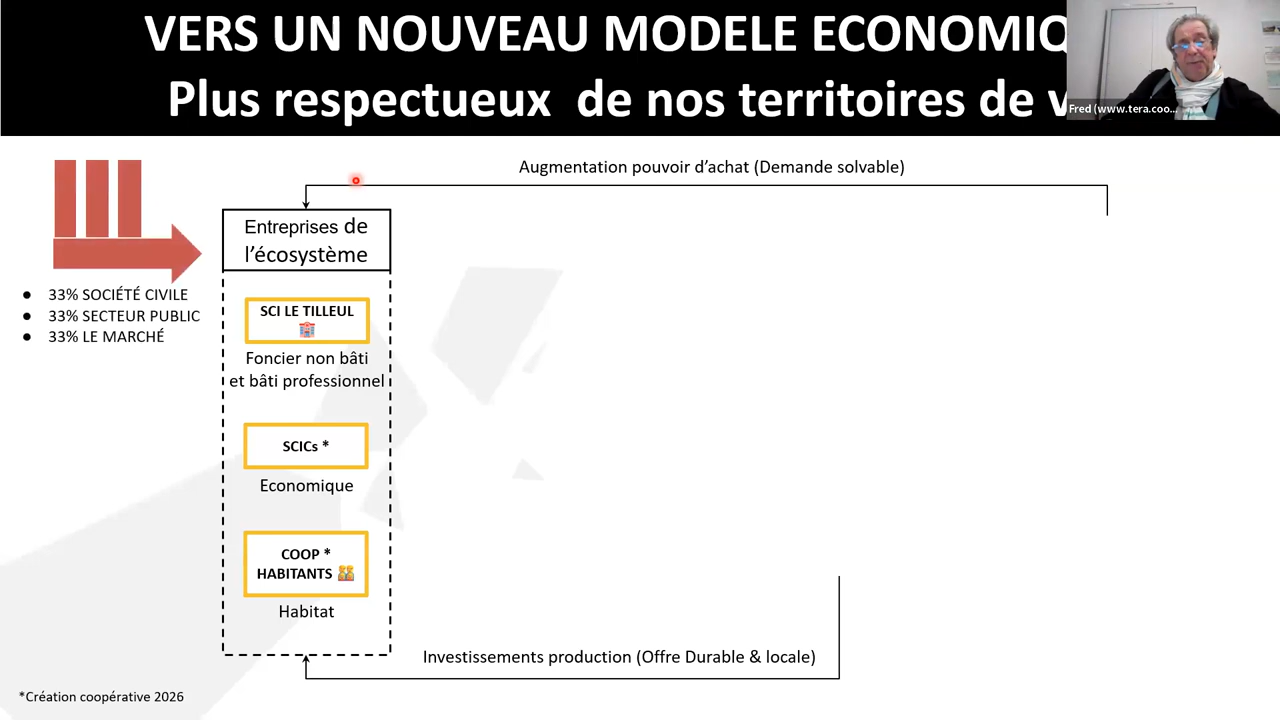 VERS UN NOUVEAU MODELE ECONOMIQ
Plus respectueux de nos territoires de v
Fred (www.tera.coo...
Augmentation pouvoir d’achat (Demande solvable)
Entreprises de
l’écosystème
● 33% SOCIÉTÉ CIVILE
● 33% SECTEUR PUBLIC
● 33% LE MARCHÉ
SCI LE TILLEUL
Foncier non bâti
et bâti professionnel
SCICs *
Economique
COOP *
HABITANTS
Habitat
Investissements production (Offre Durable & locale)
*Création coopérative 2026